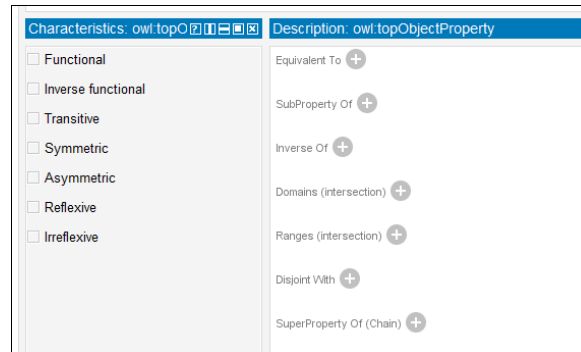 Characteristics: owl:topO
Functional
Inverse functional
Transitive
Symmetric
Asymmetric
Reflexive
Irreflexive
Description: owl:topObjectProperty
Equivalent To
SubProperty Of
Inverse Of
Domains (intersection)
Ranges (intersection)
Disjoint With
SuperProperty Of (Chain)